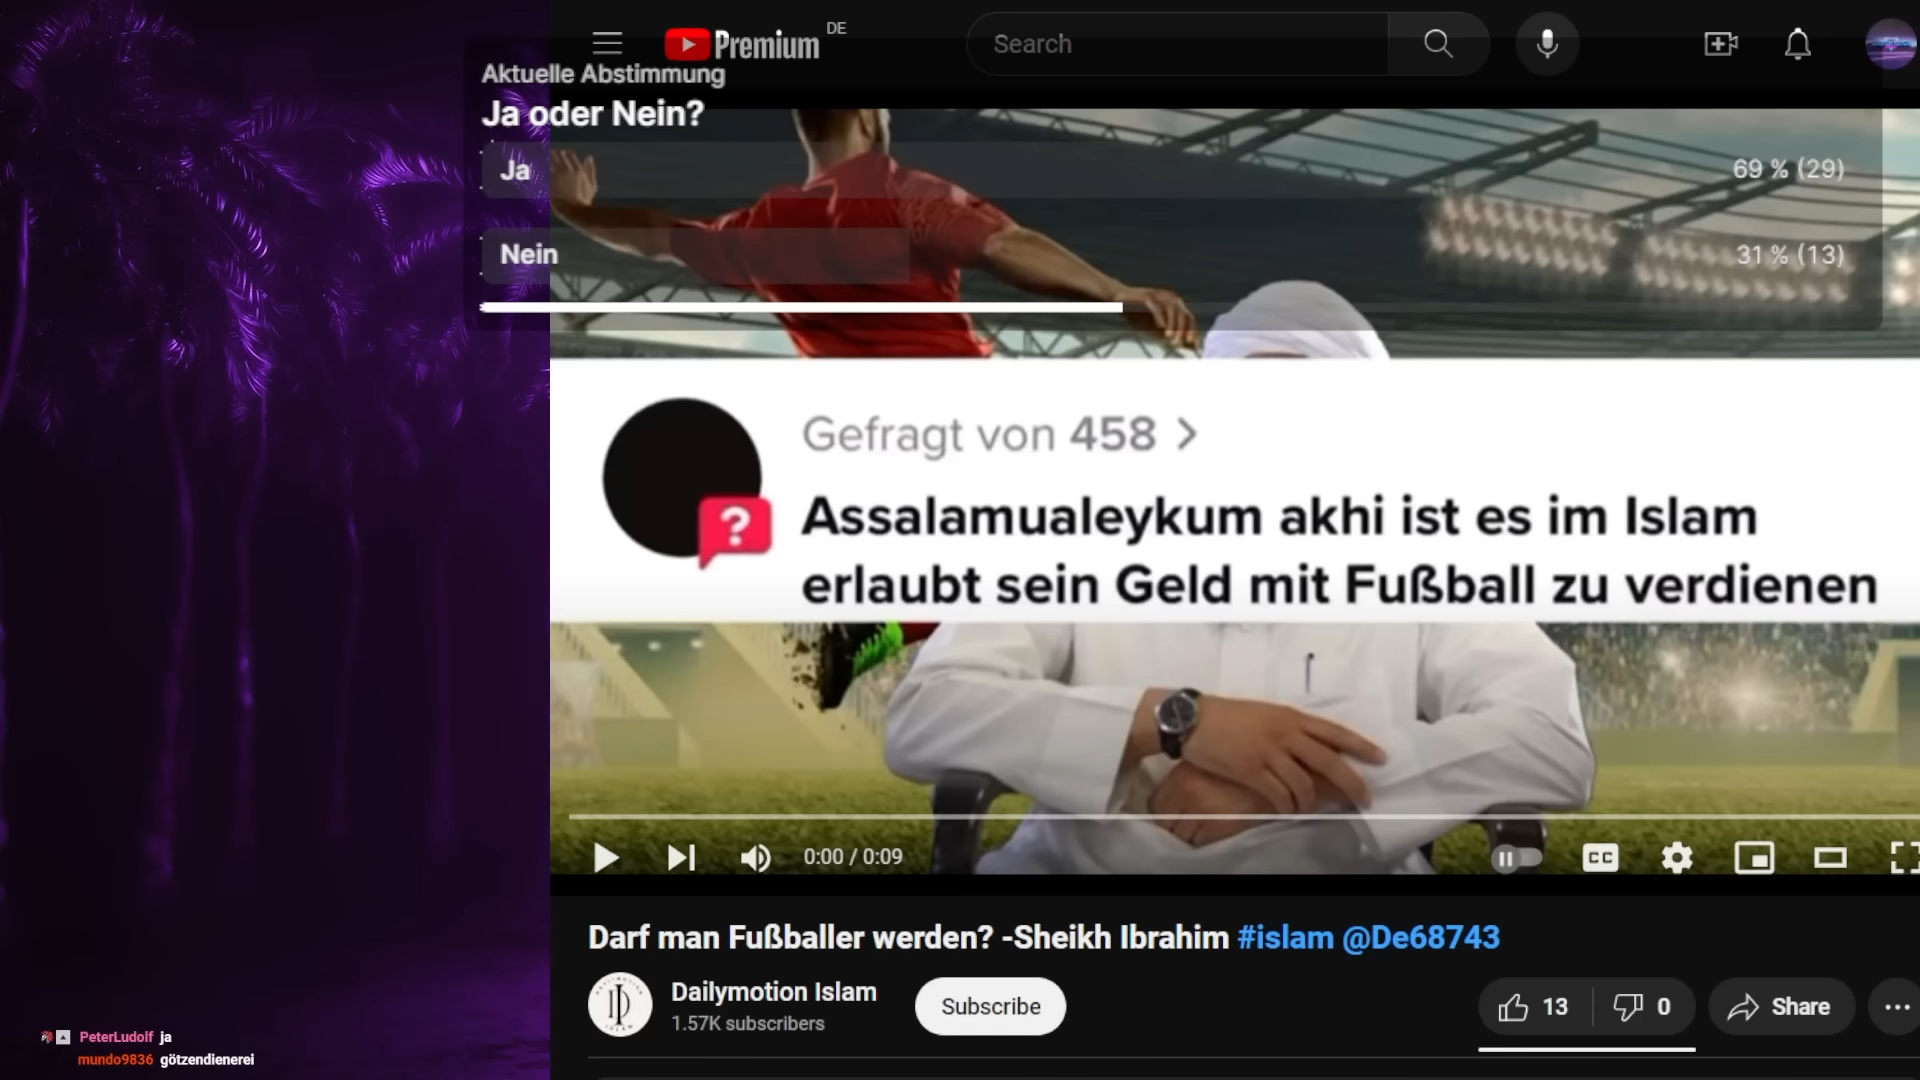 Premium DE
Search
Aktuelle Abstimmung
Ja oder Nein?
Ja 69 % (29)
Nein 31 % (13)
Gefragt von 458 >
?
Assalamualeykum akhi ist es im Islam
erlaubt sein Geld mit Fußball zu verdienen
0:00 / 0:09
CC
Darf man Fußballer werden? -Sheikh Ibrahim #islam @De68743
Dailymotion Islam
1.57K subscribers
Subscribe
13
0
Share
PeterLudolf ja
mundo9836 götzendienerei